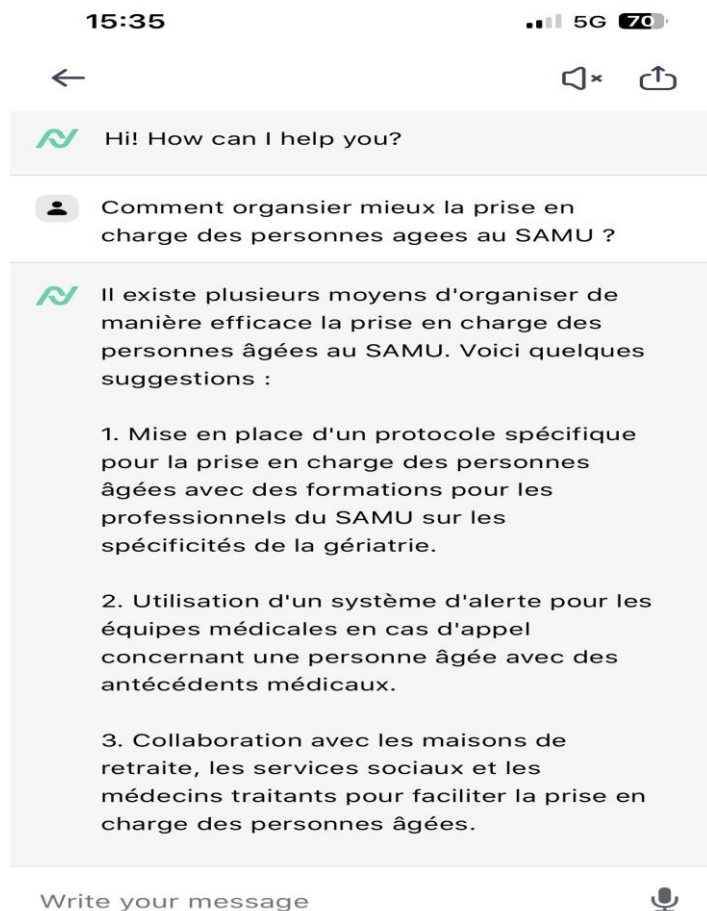 15:35
5G 70
Hi! How can I help you?
Comment organsier mieux la prise en
charge des personnes agees au SAMU ?
Il existe plusieurs moyens d'organiser de
manière efficace la prise en charge des
personnes âgées au SAMU. Voici quelques
suggestions :
1. Mise en place d'un protocole spécifique
pour la prise en charge des personnes
âgées avec des formations pour les
professionnels du SAMU sur les
spécificités de la gériatrie.
2. Utilisation d'un système d'alerte pour les
équipes médicales en cas d'appel
concernant une personne âgée avec des
antécédents médicaux.
3. Collaboration avec les maisons de
retraite, les services sociaux et les
médecins traitants pour faciliter la prise en
charge des personnes âgées.
Write your message